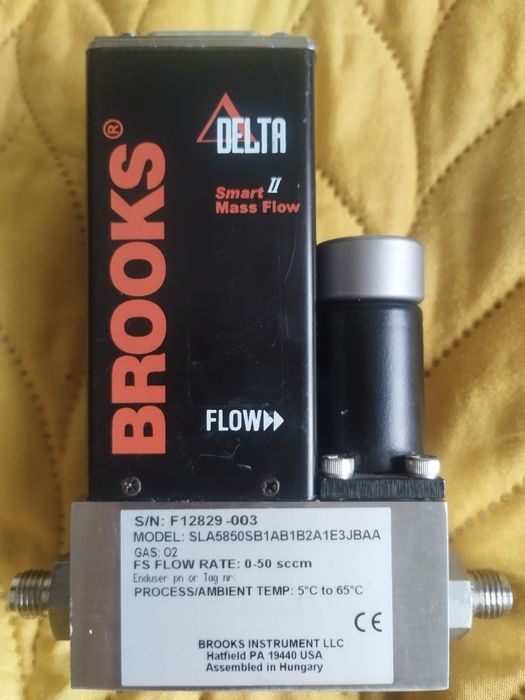 BROOKS®
DELTA
Smart II
Mass Flow
FLOW
S/N: F12829-003
MODEL: SLA5850SB1AB1B2A1E3JBAA
GAS: O2
FS FLOW RATE: 0-50 sccm
Enduser pn or Tag nr:
PROCESS/AMBIENT TEMP: 5°C to 65°C
CE
BROOKS INSTRUMENT LLC
Hatfield PA 19440 USA
Assembled in Hungary